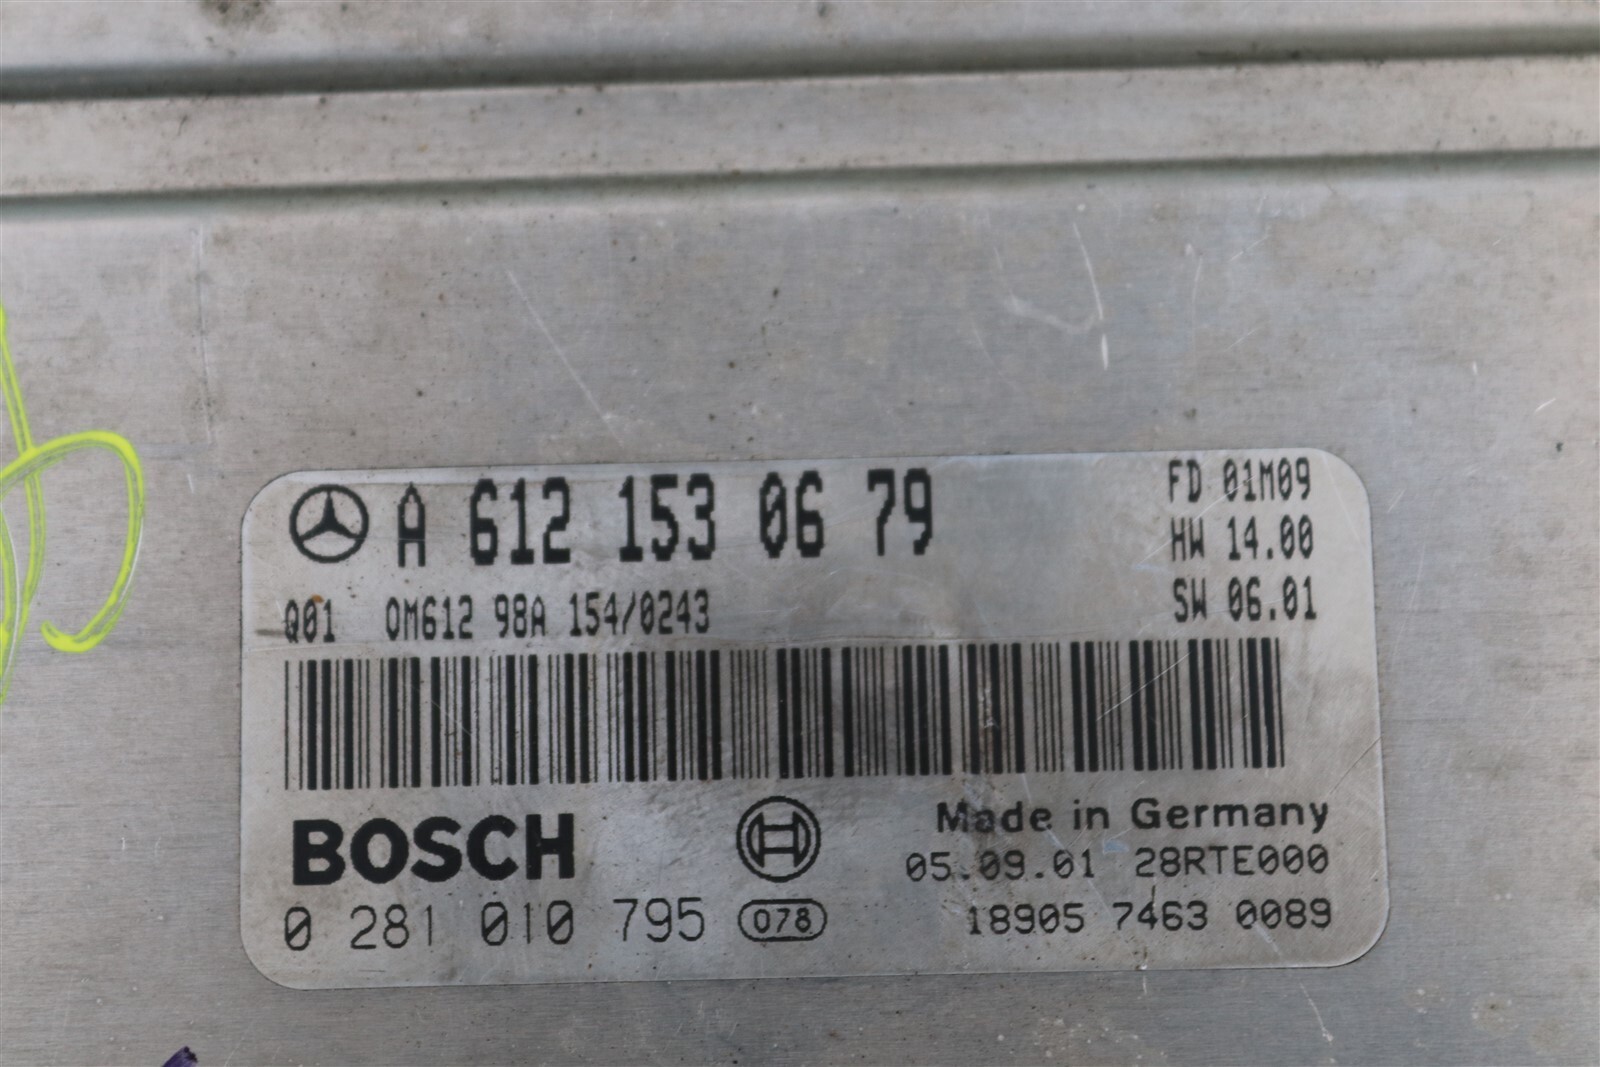 A 612 153 06 79
FD 01M09
HW 14.00
SW 06.01
Q01 OM612 98A 154/0243
BOSCH
Made in Germany
05.09.01 28RTE000
0 281 010 795 078
18905 7463 0089